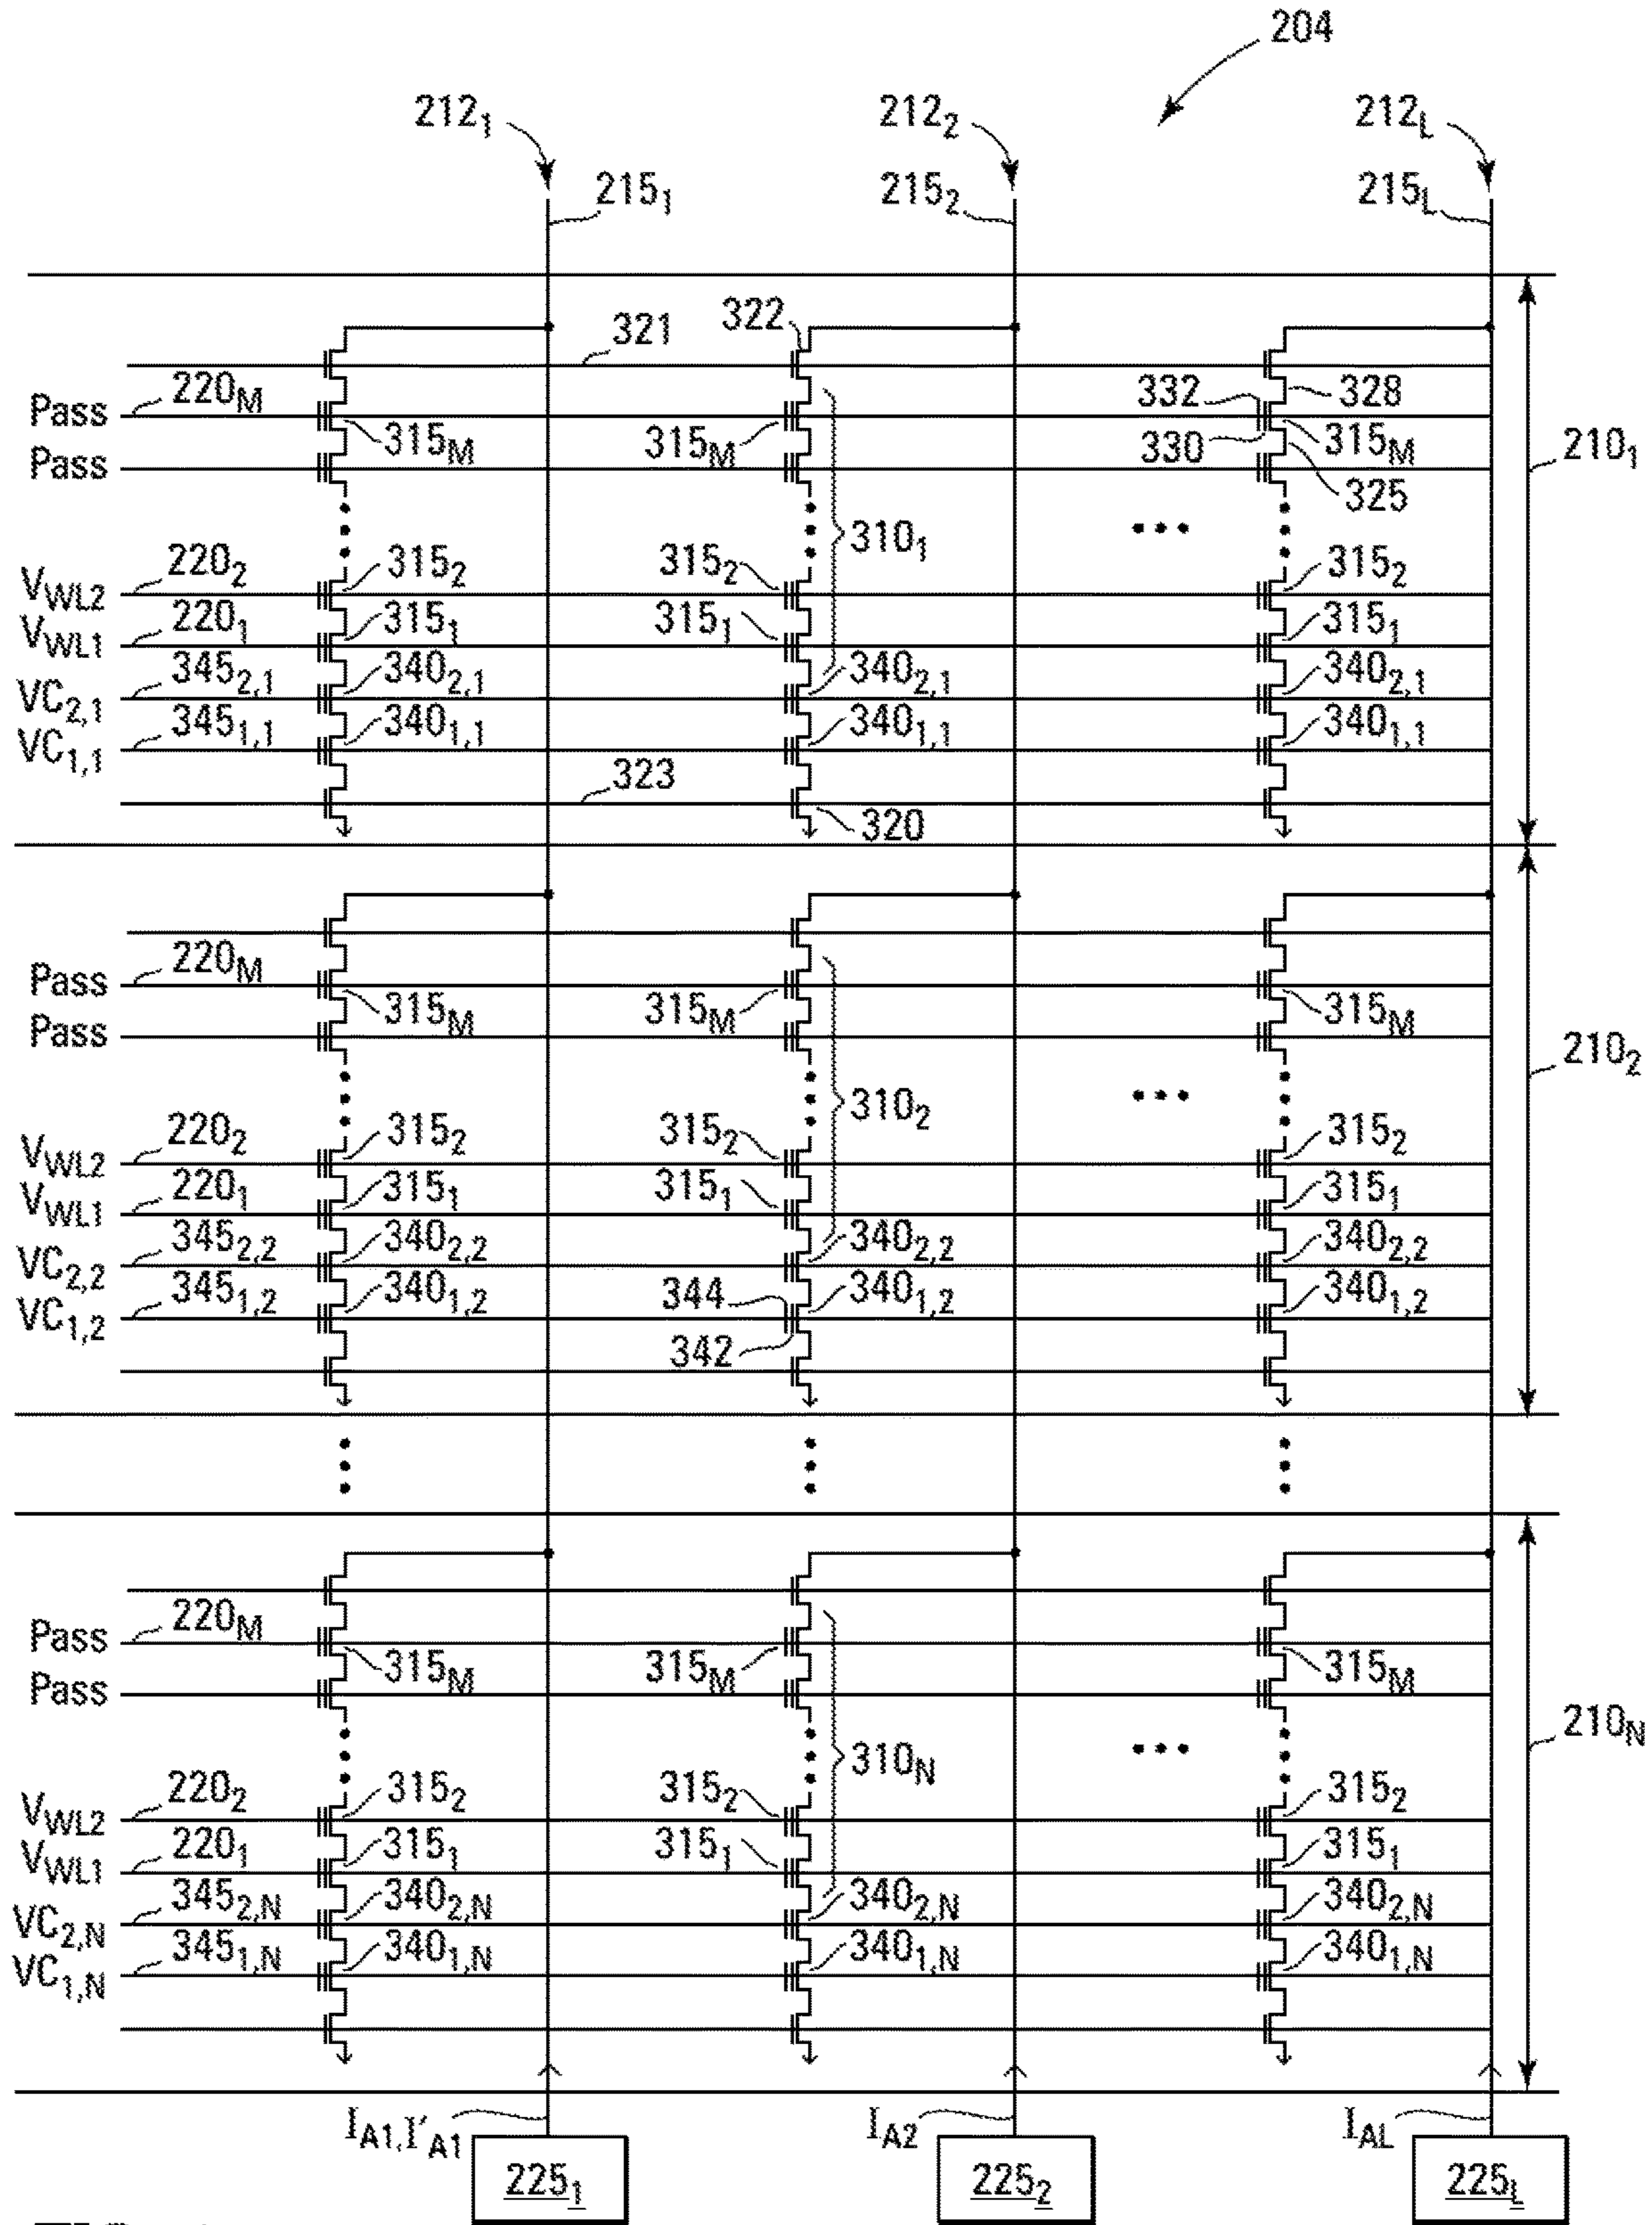 204
212₁ 212₂ 212L
215₁ 215₂ 215L
321 322
Pass 220M 332 328
315M 315M 330 315M 210₁
Pass 325
310₁
VWL2 220₂ 315₂ 315₂ 315₂
VWL1 220₁ 315₁ 315₁ 315₁
VC2,1 3452,1 3402,1 3402,1 3402,1
VC1,1 3451,1 3401,1 3401,1 3401,1
323
320
Pass 220M
315M 315M 315M
Pass 210₂
310₂
VWL2 220₂ 315₂ 315₂ 315₂
VWL1 220₁ 315₁ 315₁ 315₁
VC2,2 3452,2 3402,2 3402,2 3402,2
VC1,2 3451,2 3401,2 344 3401,2 3401,2
342
Pass 220M
315M 315M 315M
Pass 210N
310N
VWL2 220₂ 315₂ 315₂ 315₂
VWL1 220₁ 315₁ 315₁ 315₁
VC2,N 3452,N 3402,N 3402,N 3402,N
VC1,N 3451,N 3401,N 3401,N 3401,N
IA1, I'A1 IA2 IAL
225₁ 225₂ 225L